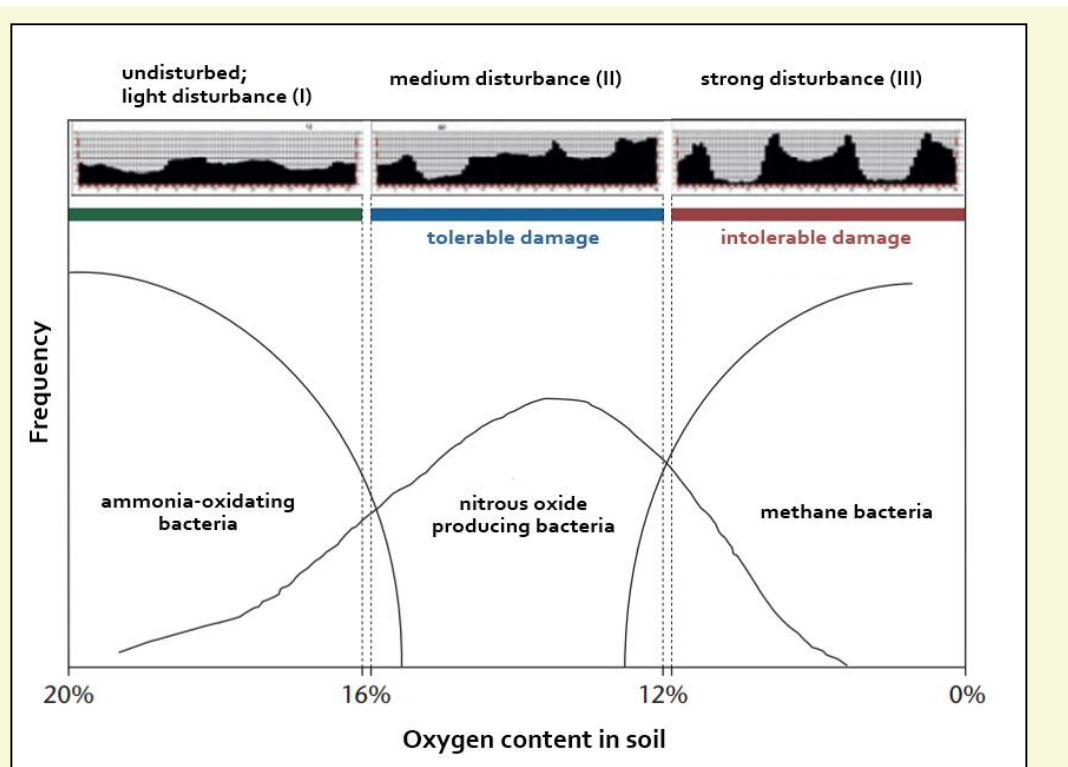 undisturbed;
light disturbance (I)
medium disturbance (II)
strong disturbance (III)
tolerable damage
intolerable damage
Frequency
ammonia-oxidating
bacteria
nitrous oxide
producing bacteria
methane bacteria
20%
16%
12%
0%
Oxygen content in soil